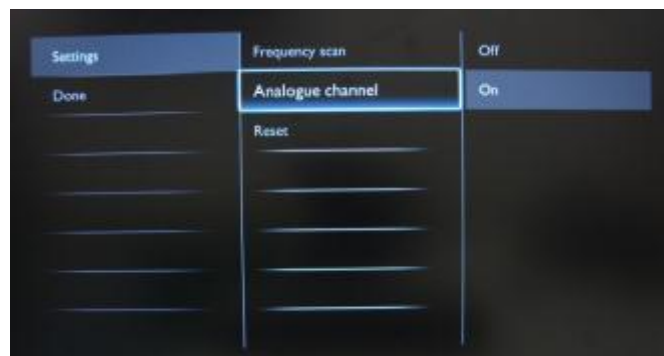 Settings
Done
Frequency scan
Analogue channel
Reset
Off
On